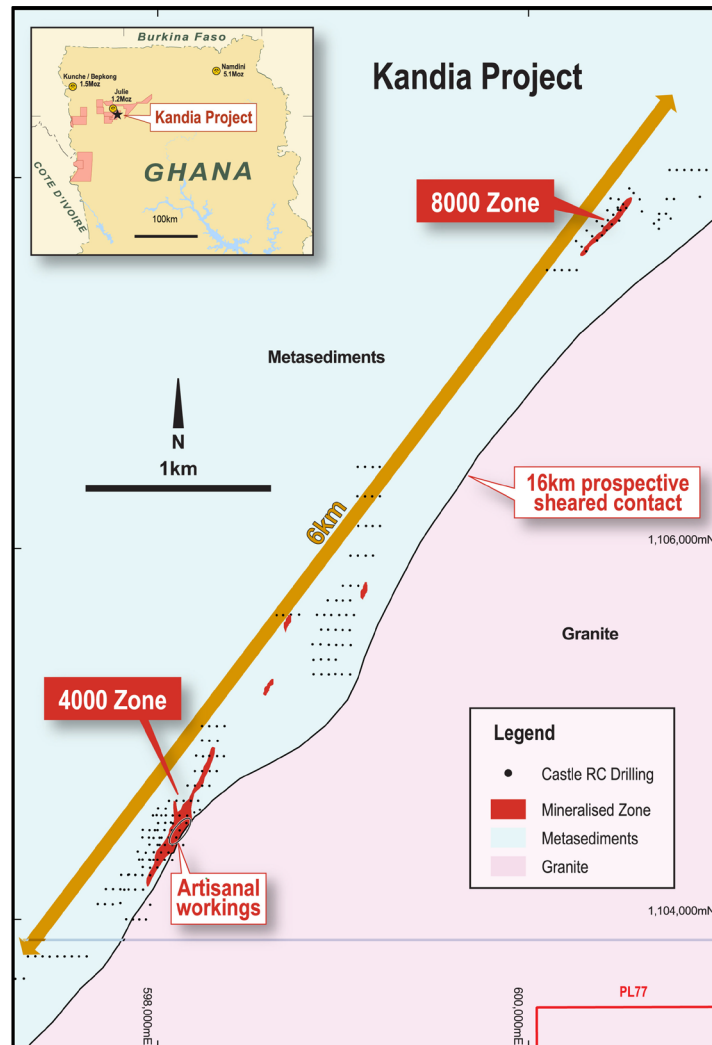 Kandia Project
Burkina Faso
Kunche / Bepkong
1.5Moz
Namdini
5.1Moz
Julie
1.2Moz
Kandia Project
GHANA
COTE D'IVOIRE
100km
8000 Zone
Metasediments
N
1km
16km prospective
sheared contact
6km
1,106,000mN
Granite
4000 Zone
Legend
Castle RC Drilling
Mineralised Zone
Metasediments
Granite
Artisanal
workings
1,104,000mN
598,000mE
600,000mE
PL77